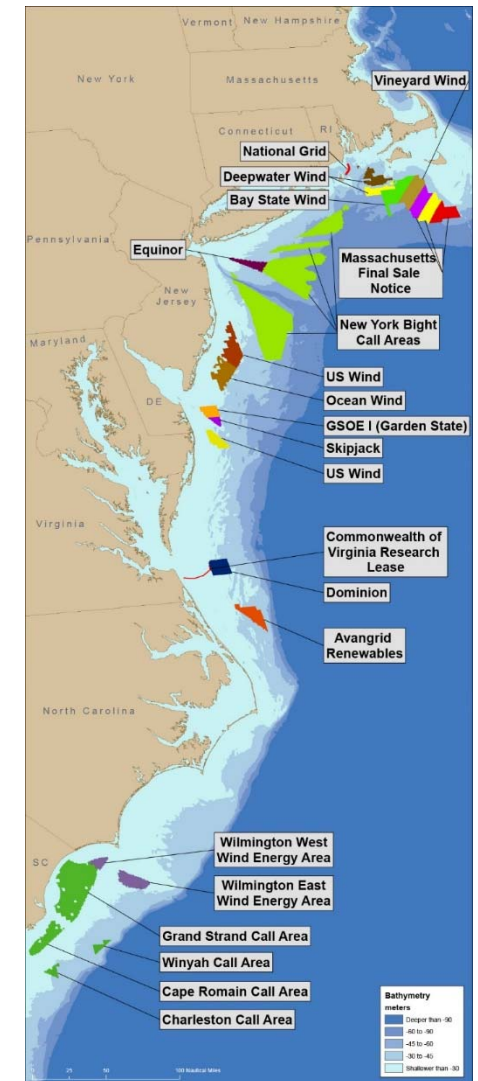 Vermont
New Hampshire
New York
Massachusetts
Vineyard Wind
Connecticut
RI
National Grid
Deepwater Wind
Bay State Wind
Pennsylvania
Equinor
Massachusetts
Final Sale
Notice
New
Jersey
New York Bight
Call Areas
Maryland
US Wind
DE
Ocean Wind
GSOE I (Garden State)
Skipjack
US Wind
Virginia
Commonwealth of
Virginia Research
Lease
Dominion
Avangrid
Renewables
North Carolina
Wilmington West
Wind Energy Area
SC
Wilmington East
Wind Energy Area
Grand Strand Call Area
Winyah Call Area
Cape Romain Call Area
Charleston Call Area
Bathymetry
meters
Deeper than -90
-60 to -90
-45 to -60
-30 to -45
Shallower than -30
0 25 50 100 Nautical Miles